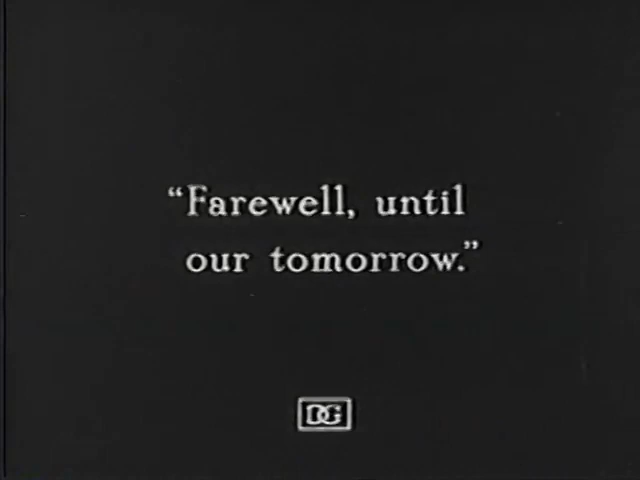 “Farewell, until
our tomorrow.”
DG